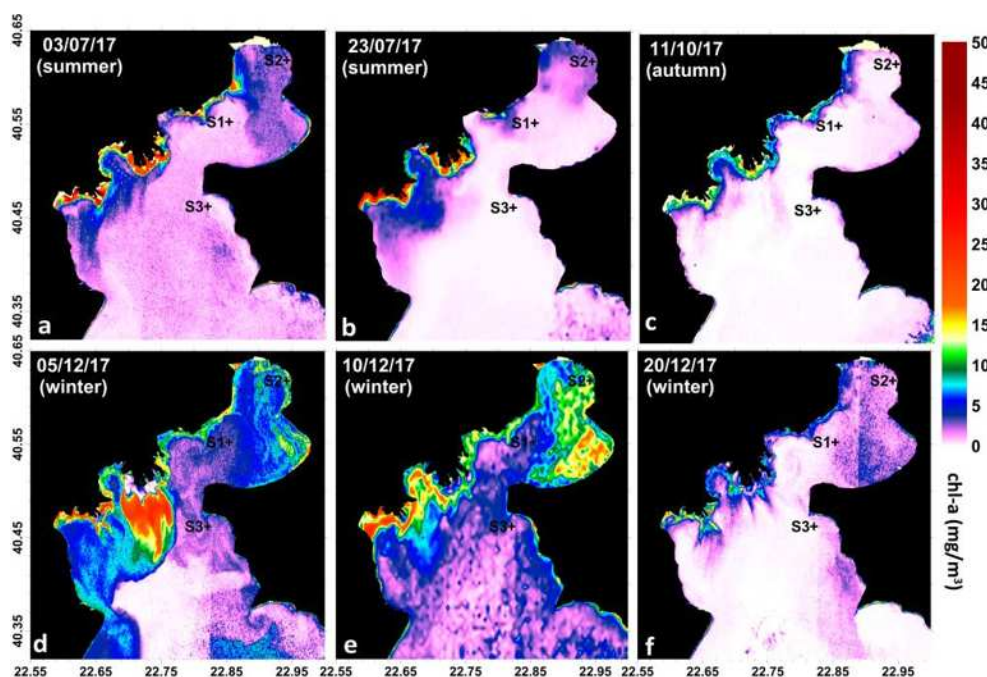 40.65
40.55
40.45
40.35
03/07/17
(summer)
S2+
S1+
S3+
a
23/07/17
(summer)
S2+
S1+
S3+
b
11/10/17
(autumn)
S2+
S1+
S3+
c
40.65
40.55
40.45
40.35
05/12/17
(winter)
S2+
S1+
S3+
d
10/12/17
(winter)
S2+
S1+
S3+
e
20/12/17
(winter)
S2+
S1+
S3+
f
22.55 22.65 22.75 22.85 22.95 22.55 22.65 22.75 22.85 22.95 22.55 22.65 22.75 22.85 22.95
50
45
40
35
30
25
20
15
10
5
0
chl-a (mg/m³)